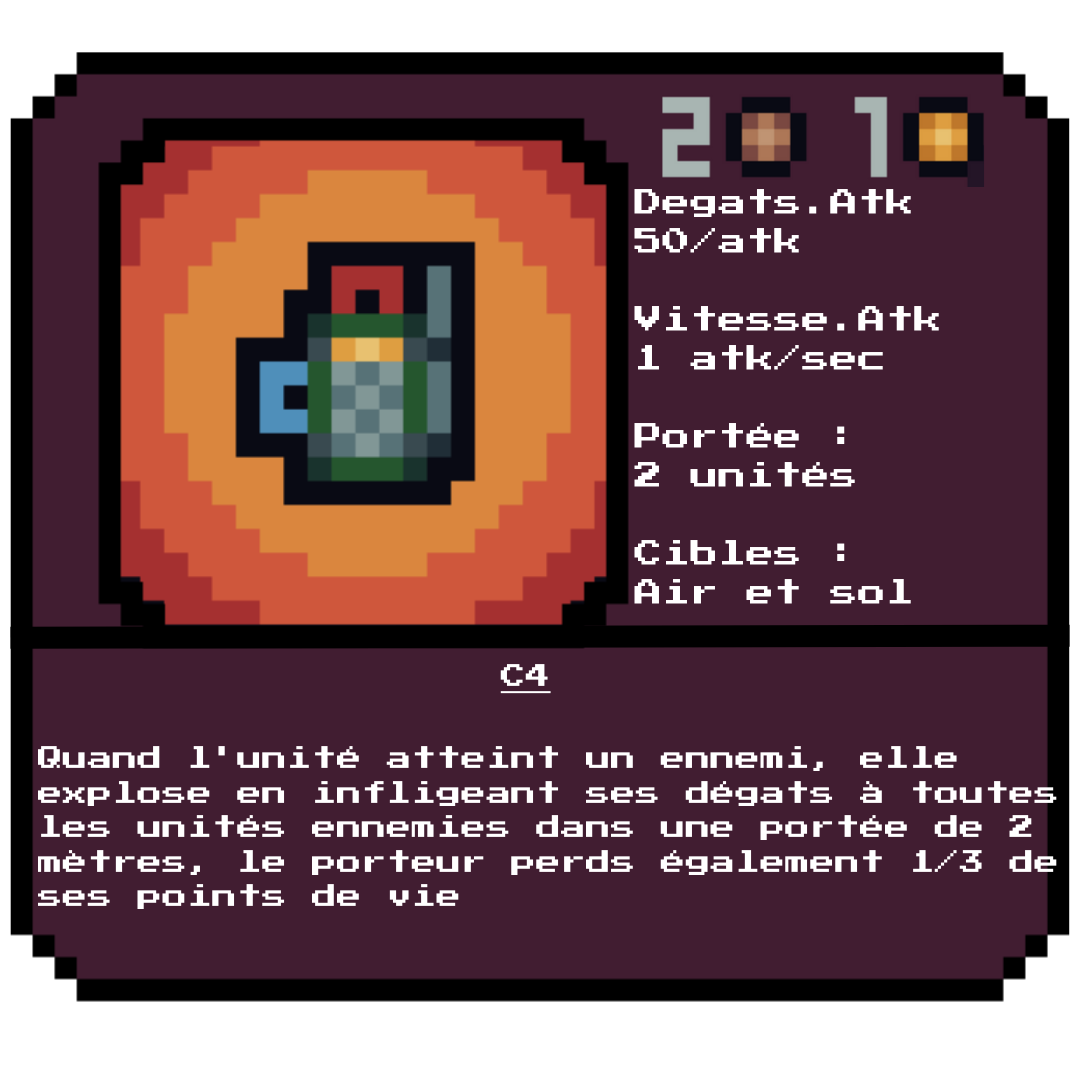 2 1
Degats.Atk
50/atk
Vitesse.Atk
1 atk/sec
Portée :
2 unités
Cibles :
Air et sol
C4
Quand l'unité atteint un ennemi, elle
explose en infligeant ses dégats à toutes
les unités ennemies dans une portée de 2
mètres, le porteur perds également 1/3 de
ses points de vie